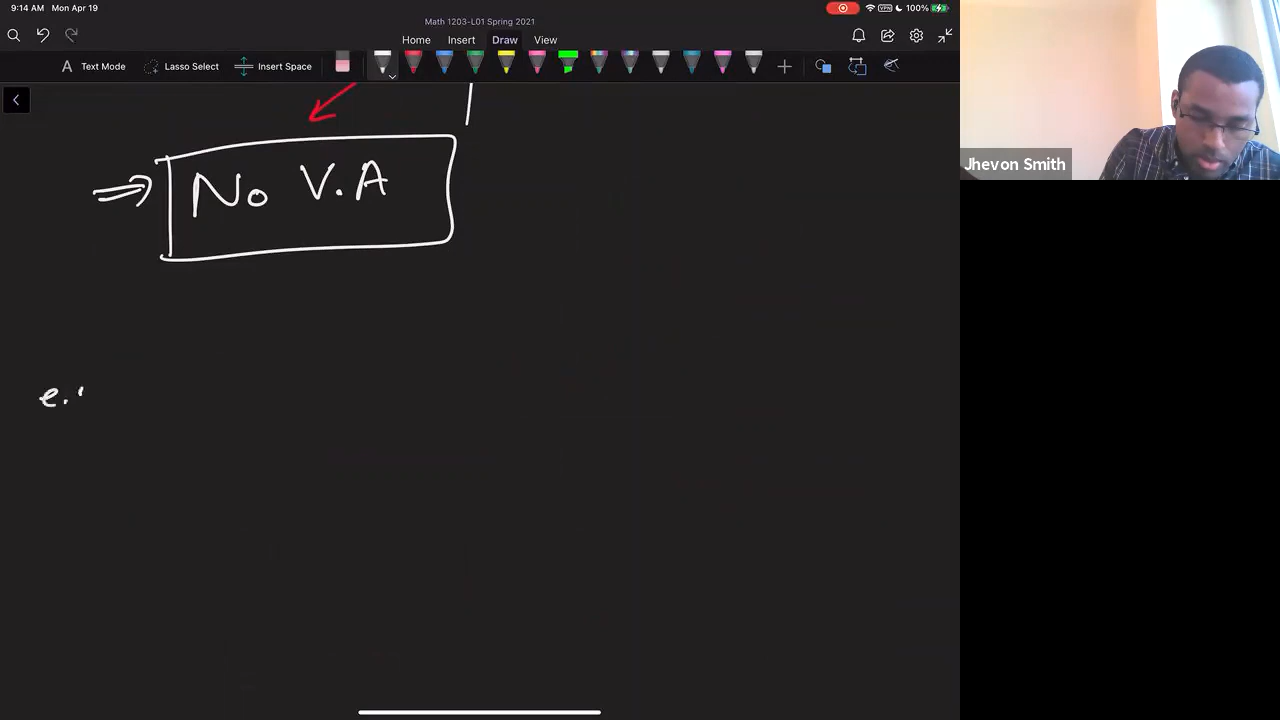 9:14 AM Mon Apr 19
VPN 100%
Math 1203-L01 Spring 2021
Home Insert Draw View
A Text Mode Lasso Select Insert Space
⇒ No V.A
e.
Jhevon Smith